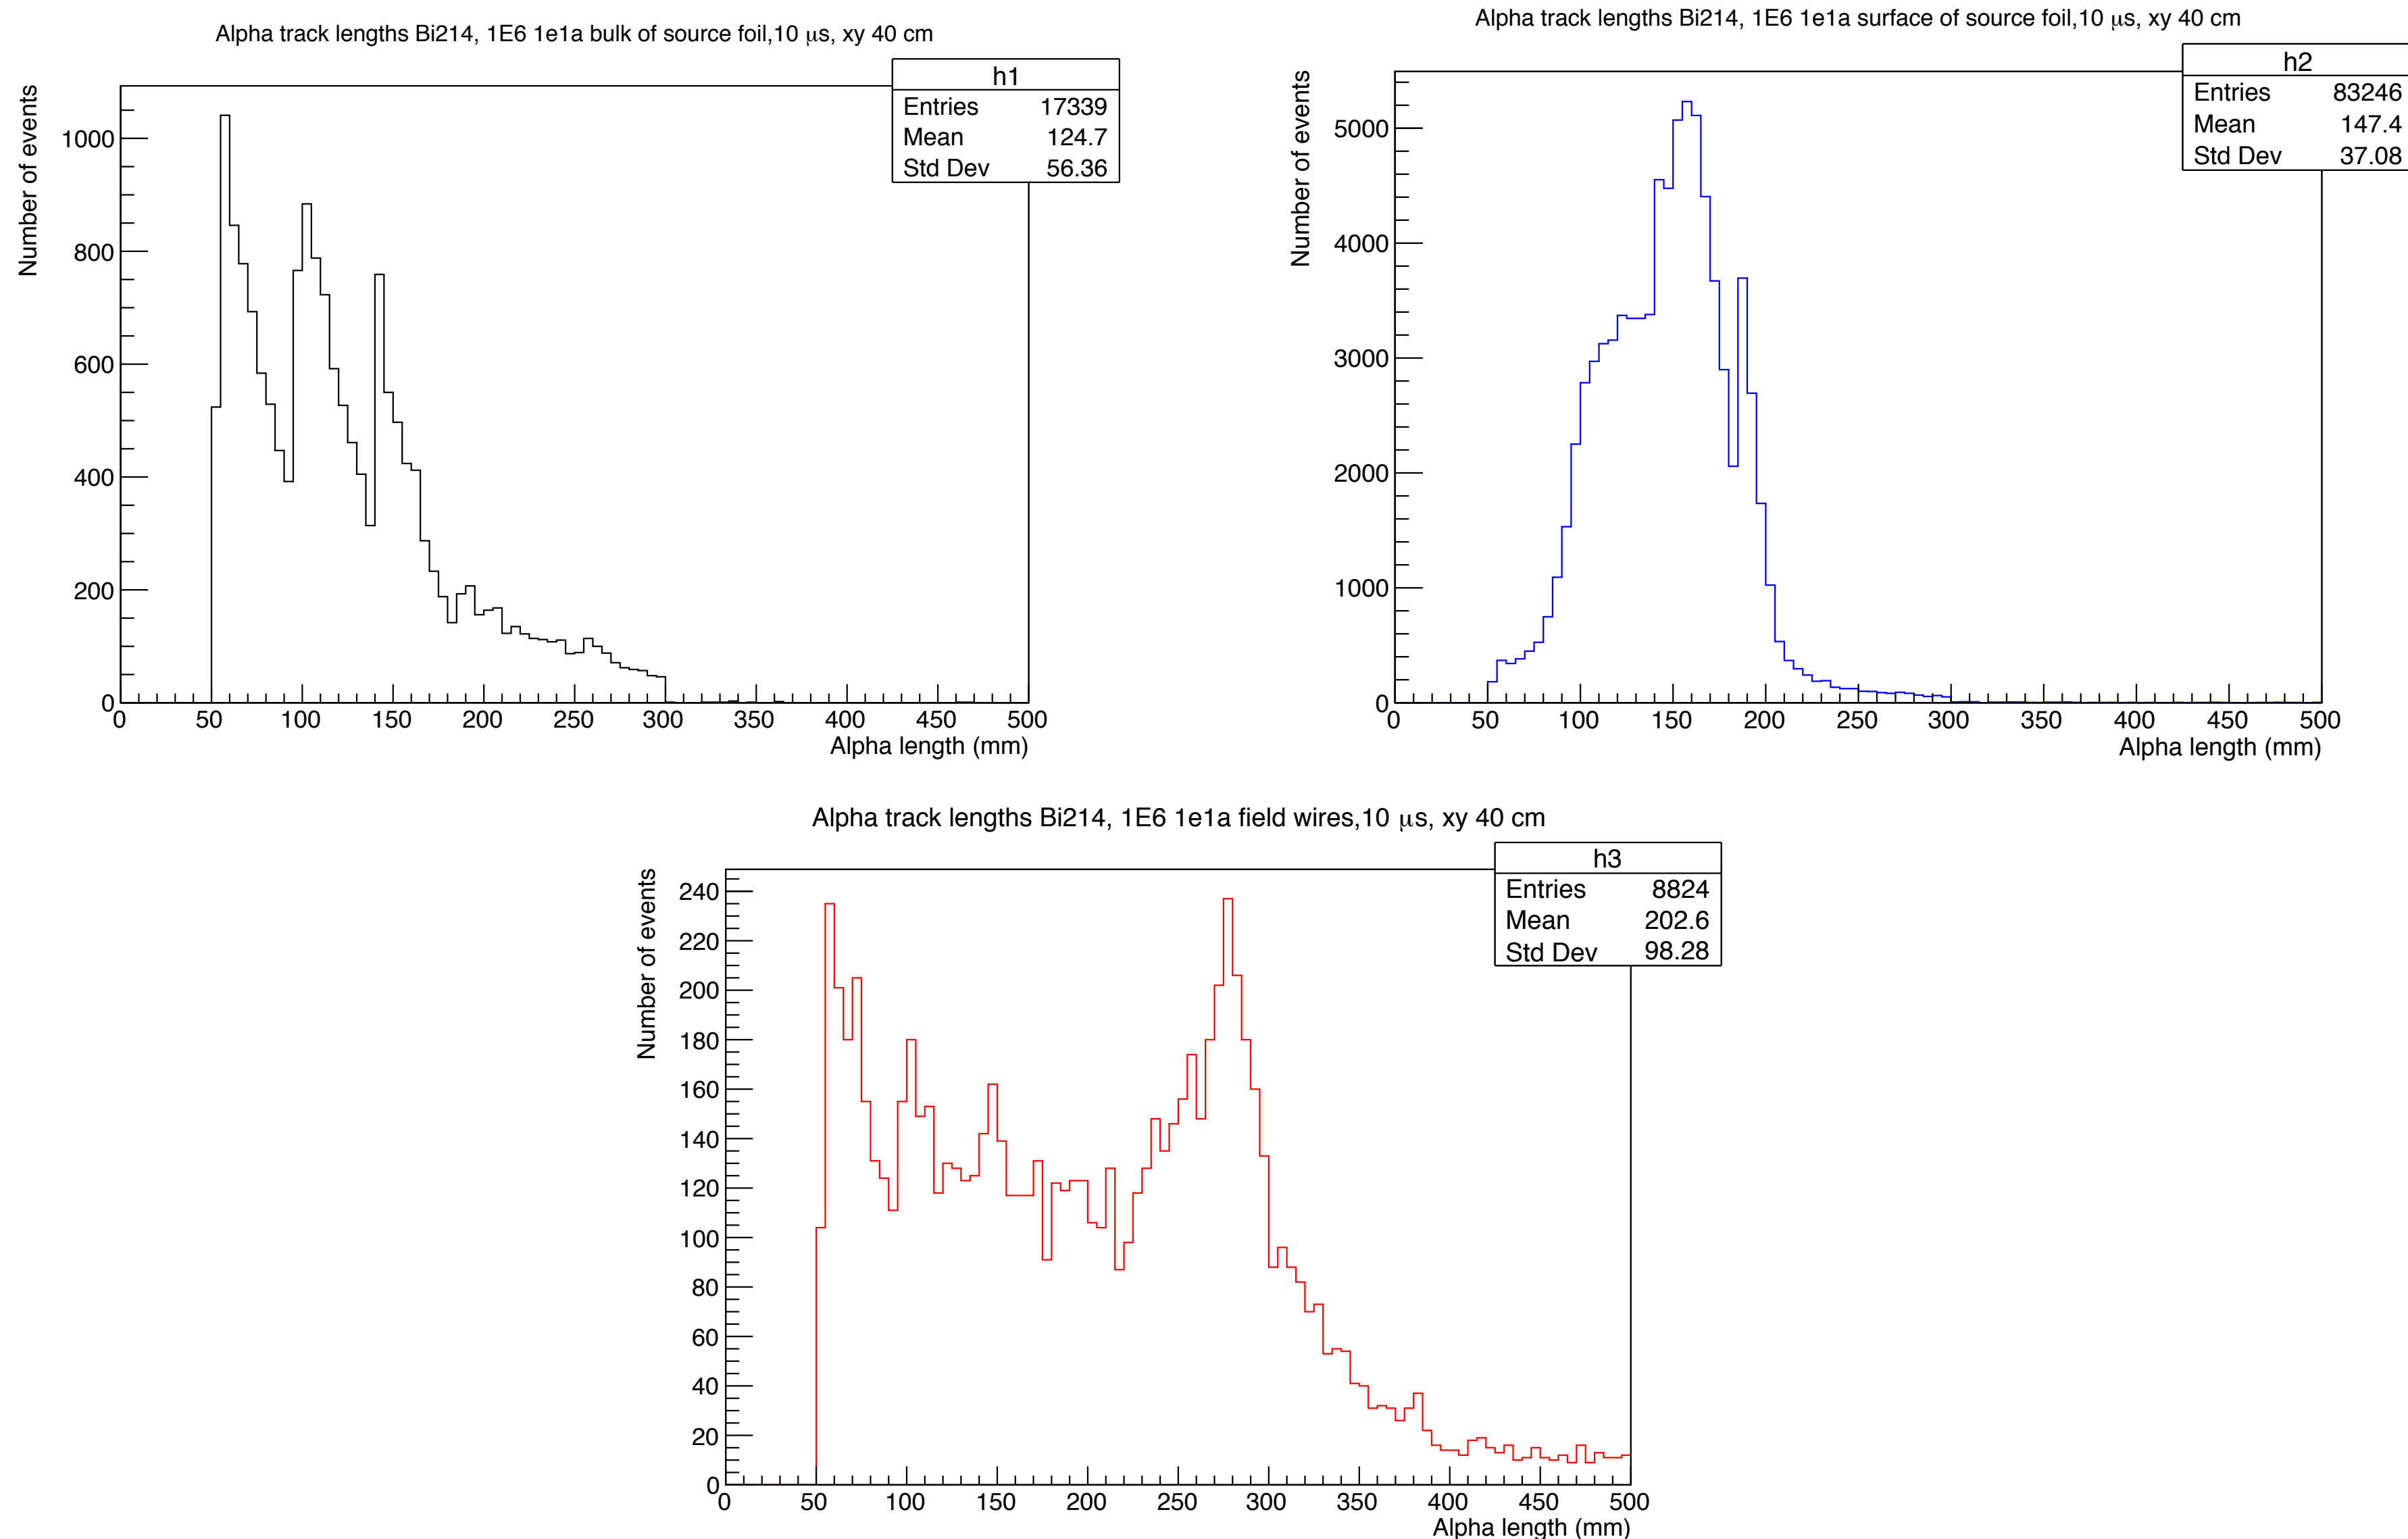 Alpha track lengths Bi214, 1E6 1e1a bulk of source foil,10 μs, xy 40 cm
h1
Entries 17339
Mean 124.7
Std Dev 56.36
Number of events
1000
800
600
400
200
0
0 50 100 150 200 250 300 350 400 450 500
Alpha length (mm)
Alpha track lengths Bi214, 1E6 1e1a surface of source foil,10 μs, xy 40 cm
h2
Entries 83246
Mean 147.4
Std Dev 37.08
Number of events
5000
4000
3000
2000
1000
0
0 50 100 150 200 250 300 350 400 450 500
Alpha length (mm)
Alpha track lengths Bi214, 1E6 1e1a field wires,10 μs, xy 40 cm
h3
Entries 8824
Mean 202.6
Std Dev 98.28
Number of events
240
220
200
180
160
140
120
100
80
60
40
20
0
0 50 100 150 200 250 300 350 400 450 500
Alpha length (mm)